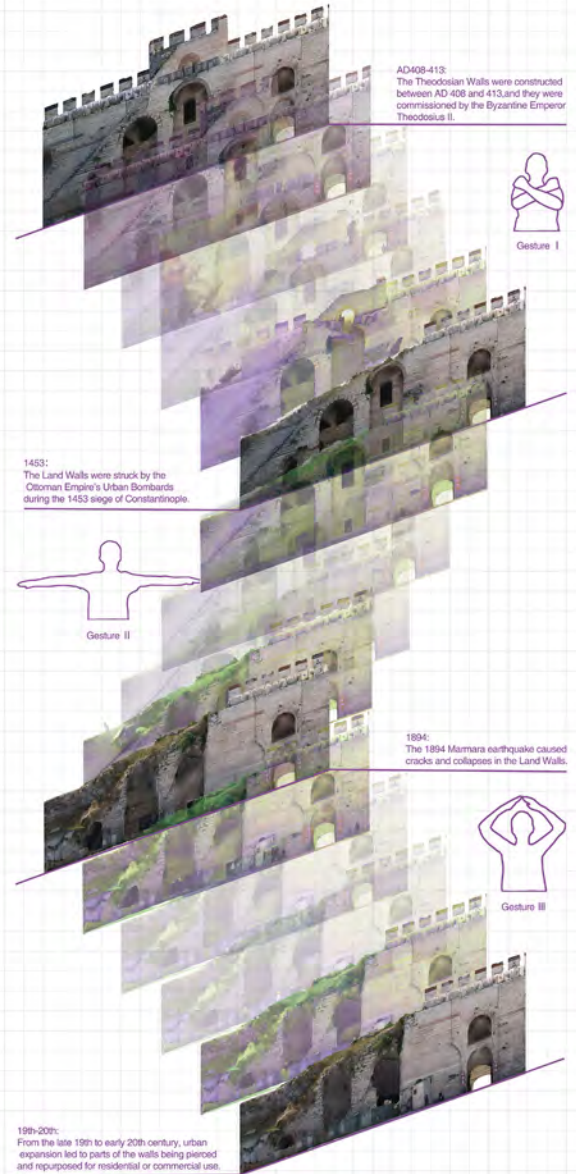 AD408-413:
The Theodosian Walls were constructed
between AD 408 and 413,and they were
commissioned by the Byzantine Emperor
Theodosius II.
Gesture I
1453:
The Land Walls were struck by the
Ottoman Empire's Urban Bombards
during the 1453 siege of Constantinople.
Gesture II
1894:
The 1894 Marmara earthquake caused
cracks and collapses in the Land Walls.
Gesture III
19th-20th:
From the late 19th to early 20th century, urban
expansion led to parts of the walls being pierced
and repurposed for residential or commercial use.